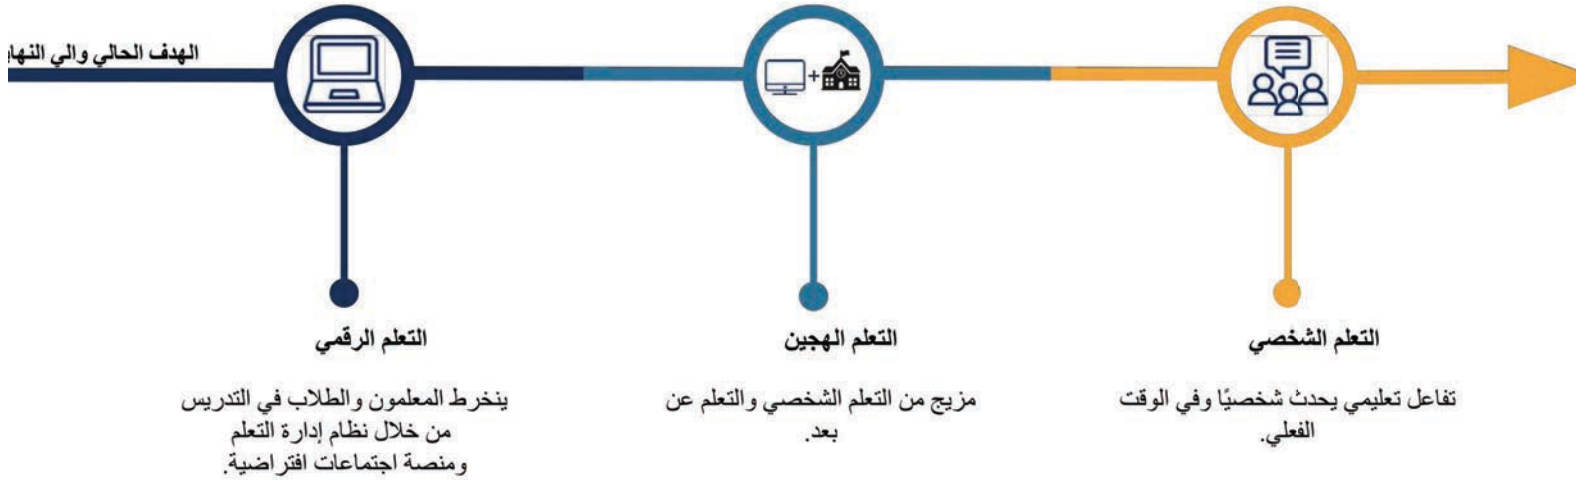 الهدف الحالي والي
التعلم الرقمي
ينخرط المعلمون والطلاب في التدريس
من خلال نظام إدارة التعلم
ومنصة اجتماعات افتراضية.
التعلم الهجين
مزيج من التعلم الشخصي والتعلم عن
بعد.
التعلم الشخصي
تفاعل تعليمي يحدث شخصيًا وفي الوقت
الفعلي.